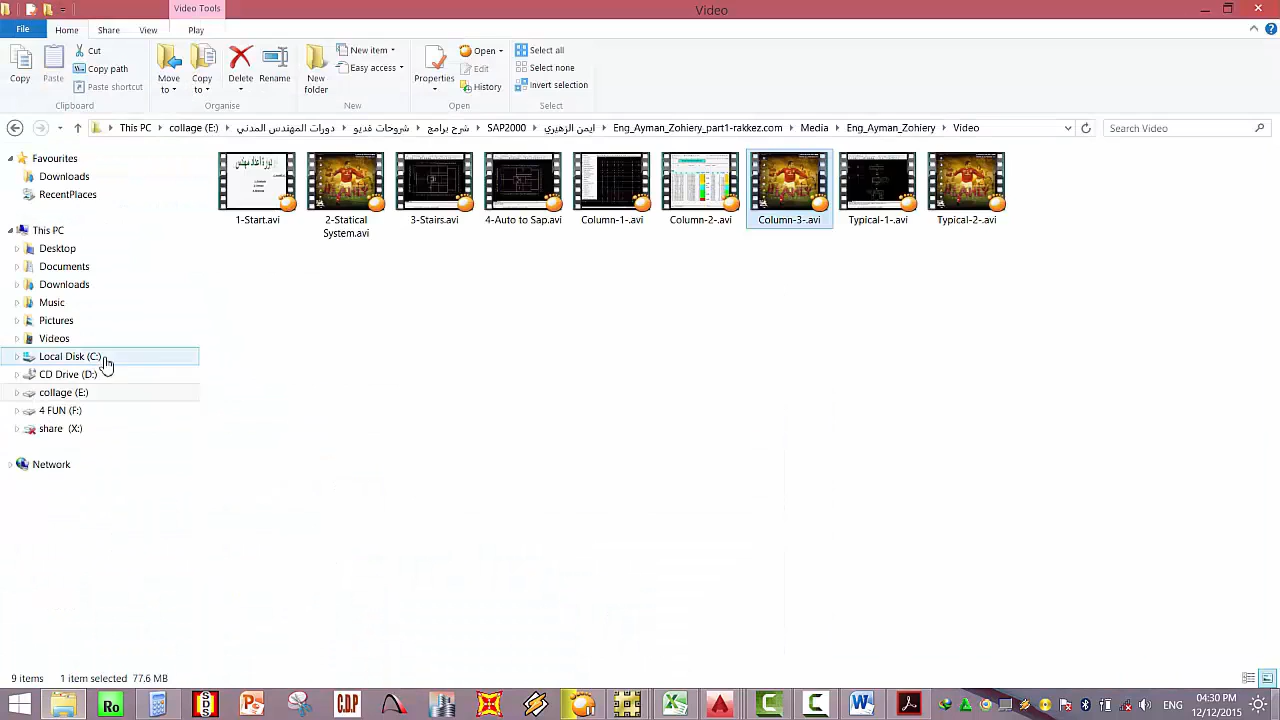 Video Tools
Video
File Home Share View Play
Copy
Paste
Cut
Copy path
Paste shortcut
Clipboard
Move to
Copy to
Delete
Rename
Organise
New folder
New item
Easy access
New
Properties
Open
Edit
History
Open
Select all
Select none
Invert selection
Select
This PC collage (E:) دورات المهندس المدني شروحات فديو شرح برامج SAP2000 ايمن الزهيري Eng_Ayman_Zohiery_part1-rakkez.com Media Eng_Ayman_Zohiery Video
Search Video
Favourites
Downloads
RecentPlaces
This PC
Desktop
Documents
Downloads
Music
Pictures
Videos
Local Disk (C:)
CD Drive (D:)
collage (E:)
4 FUN (F:)
share (X:)
Network
1-Start.avi
2-Statical System.avi
3-Stairs.avi
4-Auto to Sap.avi
Column-1-.avi
Column-2-.avi
Column-3-.avi
Typical-1-.avi
Typical-2-.avi
9 items 1 item selected 77.6 MB
Ro
SDS
C.D.P
ENG
04:30 PM
12/12/2015